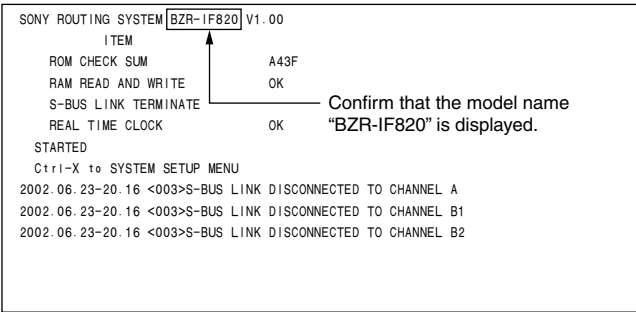 SONY ROUTING SYSTEM BZR-IF820 V1.00
ITEM
ROM CHECK SUM A43F
RAM READ AND WRITE OK
S-BUS LINK TERMINATE
Confirm that the model name
“BZR-IF820” is displayed.
REAL TIME CLOCK OK
STARTED
Ctrl-X to SYSTEM SETUP MENU
2002.06.23-20.16 <003>S-BUS LINK DISCONNECTED TO CHANNEL A
2002.06.23-20.16 <003>S-BUS LINK DISCONNECTED TO CHANNEL B1
2002.06.23-20.16 <003>S-BUS LINK DISCONNECTED TO CHANNEL B2